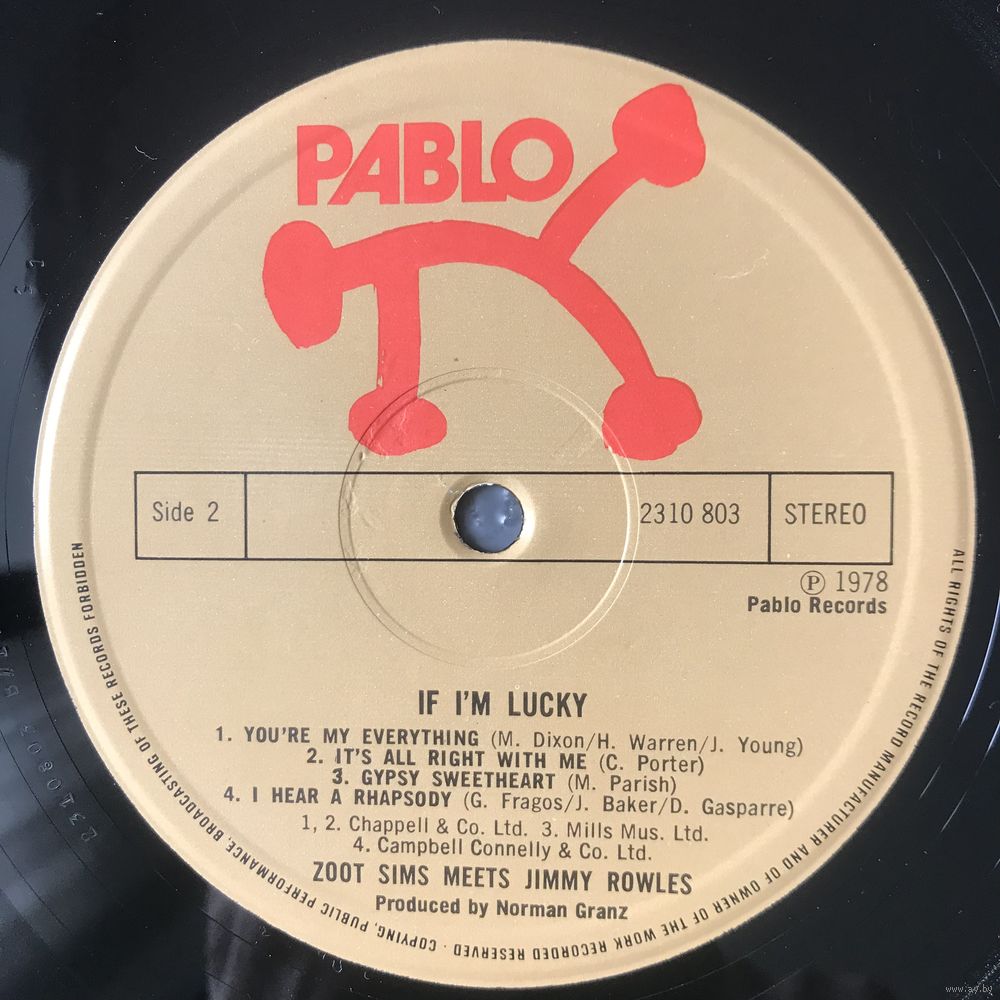 PABLO
Side 2
2310 803
STEREO
Ⓟ 1978
Pablo Records
IF I'M LUCKY
1. YOU'RE MY EVERYTHING (M. Dixon/H. Warren/J. Young)
2. IT'S ALL RIGHT WITH ME (C. Porter)
3. GYPSY SWEETHEART (M. Parish)
4. I HEAR A RHAPSODY (G. Fragos/J. Baker/D. Gasparre)
1, 2. Chappell & Co. Ltd. 3. Mills Mus. Ltd.
4. Campbell Connelly & Co. Ltd.
ZOOT SIMS MEETS JIMMY ROWLES
Produced by Norman Granz
ALL RIGHTS OF THE RECORD MANUFACTURER AND OF OWNER OF THE WORK RECORDED RESERVED · COPYING, PUBLIC PERFORMANCE, BROADCASTING OF THESE RECORDS FORBIDDEN
2310803
www.ay.by